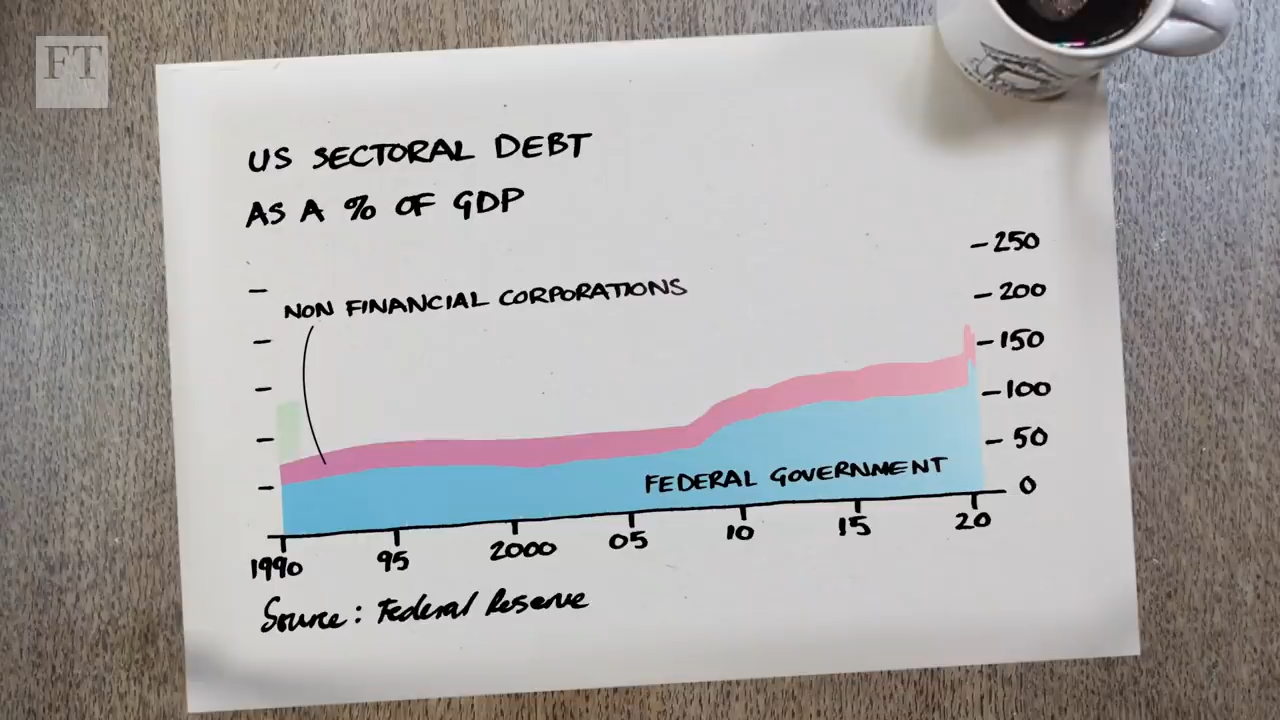 FT
US SECTORAL DEBT
AS A % OF GDP
250
NON FINANCIAL CORPORATIONS
200
150
100
50
FEDERAL GOVERNMENT
0
1990 95 2000 05 10 15 20
Source: Federal Reserve